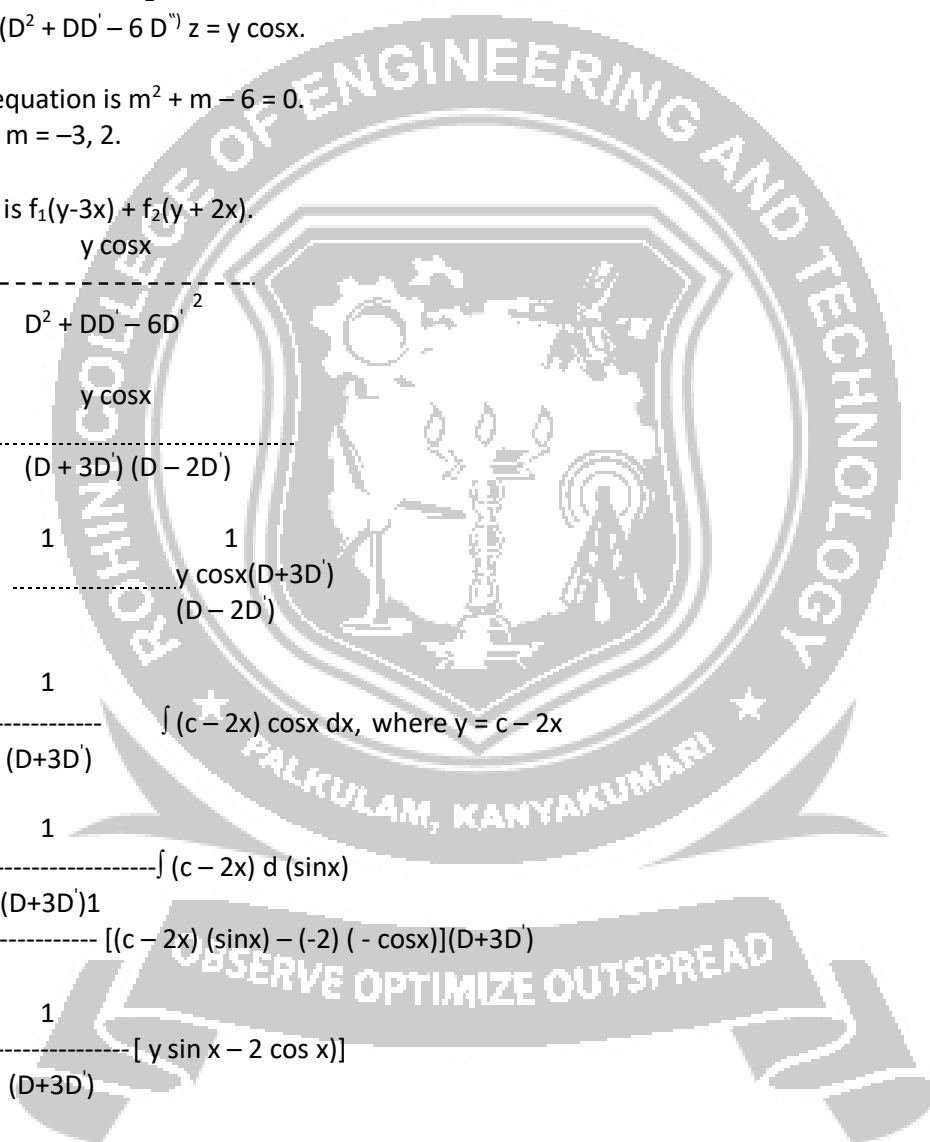 (D² + DD' – 6 D") z = y cosx.
equation is m² + m – 6 = 0.
m = –3, 2.
is f₁(y-3x) + f₂(y + 2x).
y cosx
D² + DD' – 6D' ²
y cosx
(D + 3D') (D – 2D')
1 1
y cosx(D+3D')
(D – 2D')
1
------------ ∫ (c – 2x) cosx dx, where y = c – 2x
(D+3D')
1
------------------∫ (c – 2x) d (sinx)
(D+3D')1
----------- [(c – 2x) (sinx) – (-2) ( - cosx)](D+3D')
1
---------------[ y sin x – 2 cos x)]
(D+3D')
ROHINI COLLEGE OF ENGINEERING AND TECHNOLOGY
PALKULAM, KANYAKUMARI
OBSERVE OPTIMIZE OUTSPREAD